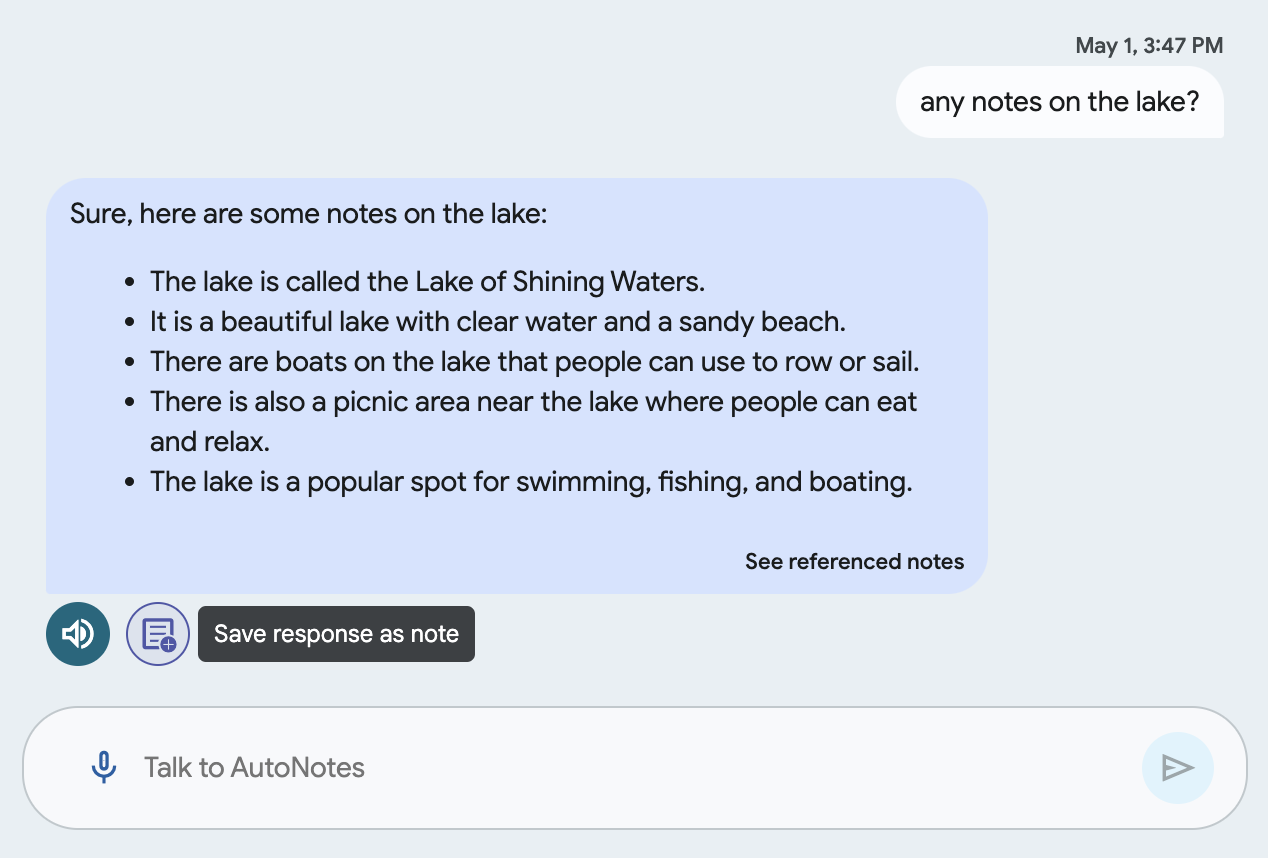 May 1, 3:47 PM
any notes on the lake?
Sure, here are some notes on the lake:
• The lake is called the Lake of Shining Waters.
• It is a beautiful lake with clear water and a sandy beach.
• There are boats on the lake that people can use to row or sail.
• There is also a picnic area near the lake where people can eat
and relax.
• The lake is a popular spot for swimming, fishing, and boating.
See referenced notes
Save response as note
Talk to AutoNotes